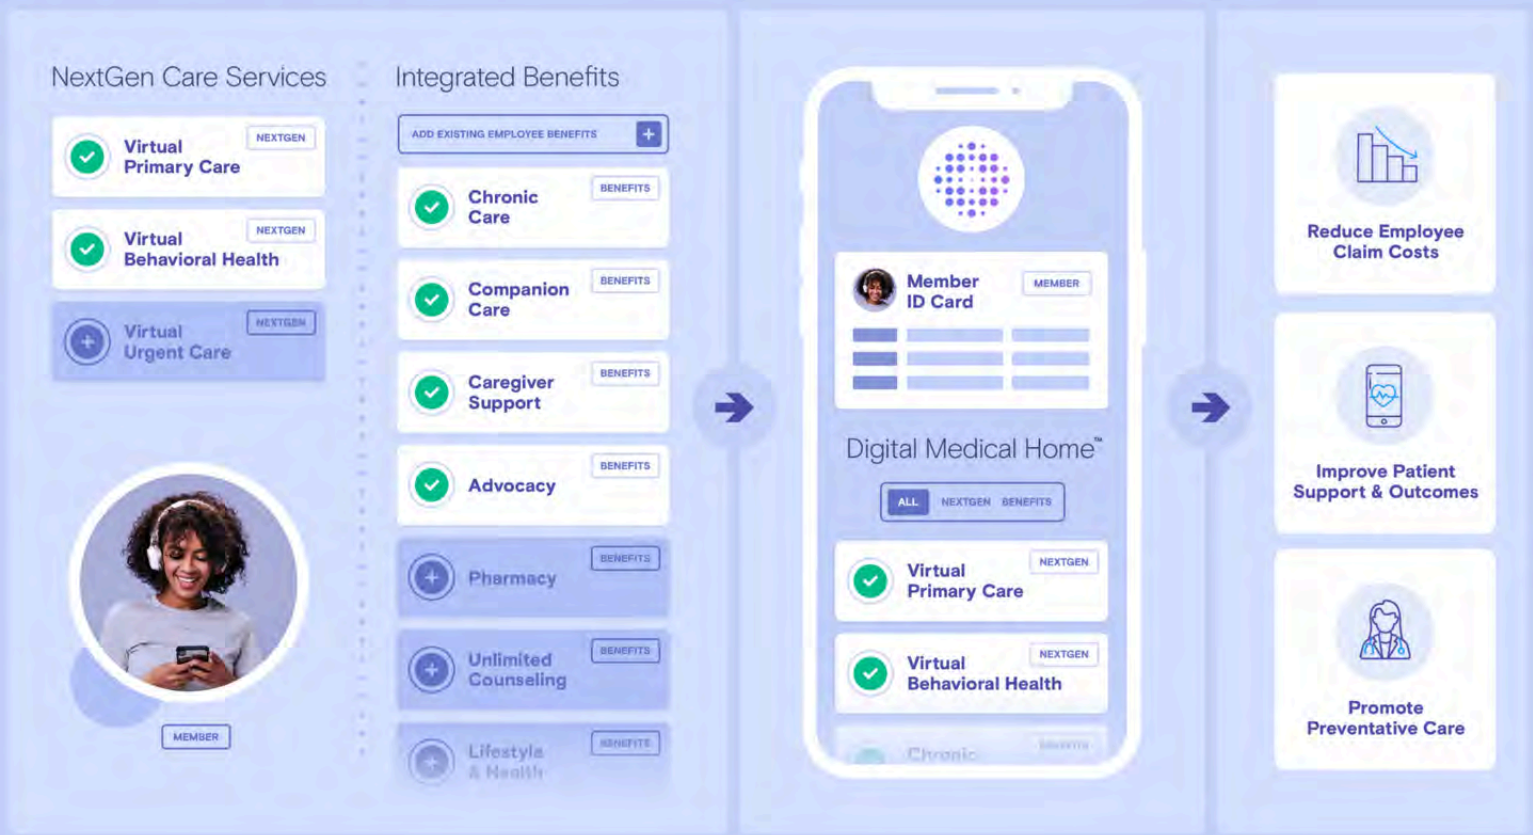 NextGen Care Services
Virtual
Primary Care
NEXTGEN
Virtual
Behavioral Health
NEXTGEN
Virtual
Urgent Care
NEXTGEN
MEMBER
Integrated Benefits
ADD EXISTING EMPLOYEE BENEFITS
Chronic
Care
BENEFITS
Companion
Care
BENEFITS
Caregiver
Support
BENEFITS
Advocacy
BENEFITS
Pharmacy
BENEFITS
Unlimited
Counseling
BENEFITS
Lifestyle
& Health
BENEFITS
Member
ID Card
MEMBER
Digital Medical Home™
ALL NEXTGEN BENEFITS
Virtual
Primary Care
NEXTGEN
Virtual
Behavioral Health
NEXTGEN
Chronic
BENEFITS
Reduce Employee
Claim Costs
Improve Patient
Support & Outcomes
Promote
Preventative Care